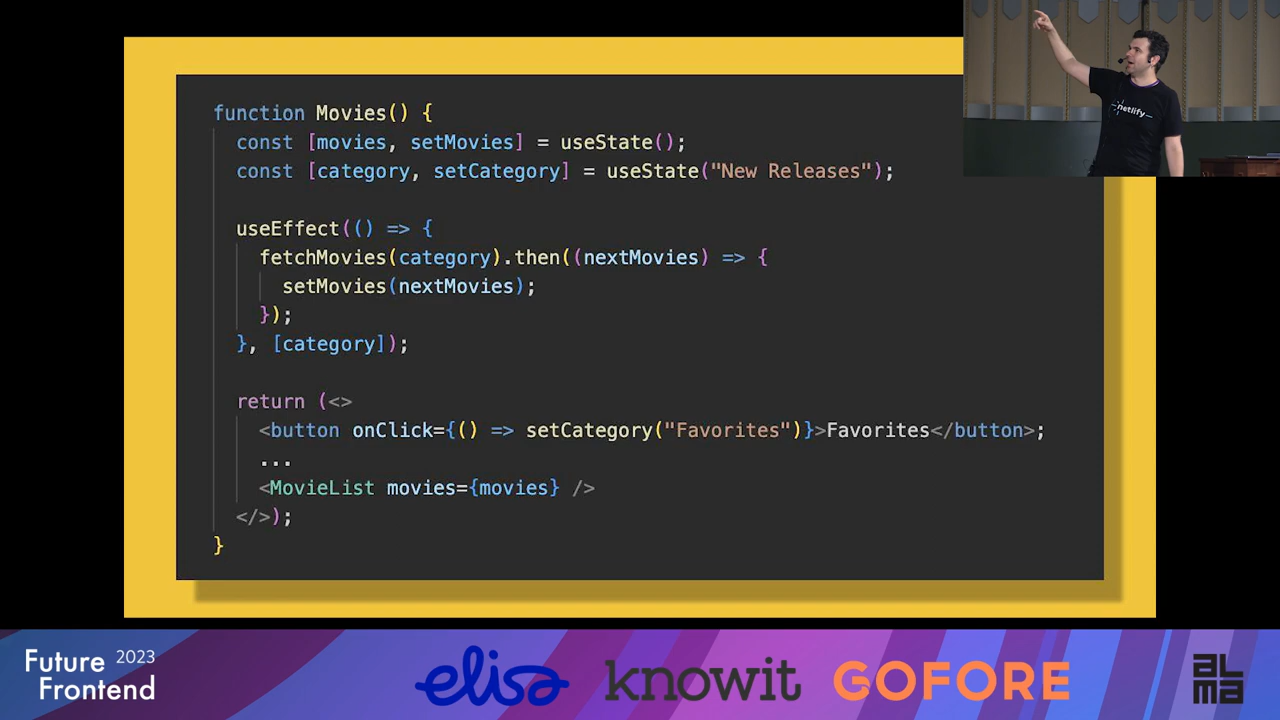 function Movies() {
const [movies, setMovies] = useState();
const [category, setCategory] = useState("New Releases");
useEffect(() => {
fetchMovies(category).then((nextMovies) => {
setMovies(nextMovies);
});
}, [category]);
return (<>
<button onClick={() => setCategory("Favorites")}>Favorites</button>;
...
<MovieList movies={movies} />
</>);
}
netlify
Future 2023
Frontend
elisa
knowit
GOFORE
ALMA